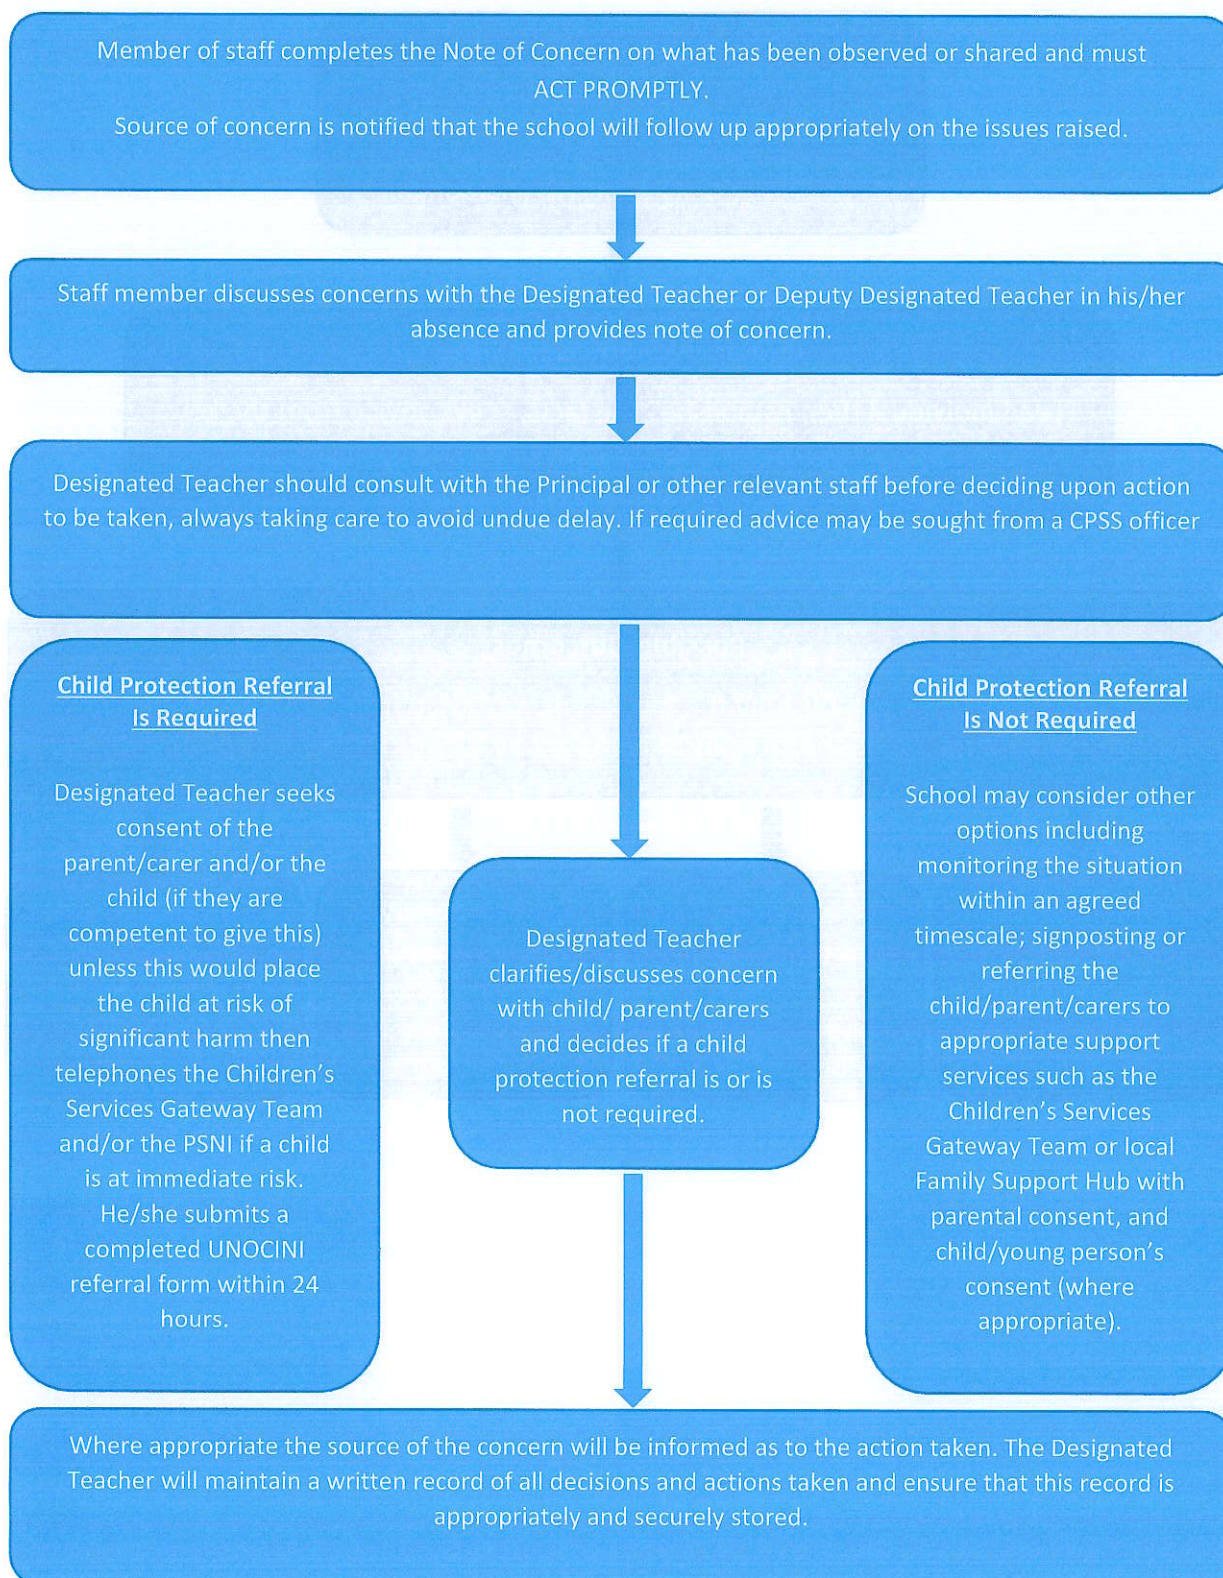 Member of staff completes the Note of Concern on what has been observed or shared and must
ACT PROMPTLY.
Source of concern is notified that the school will follow up appropriately on the issues raised.
Staff member discusses concerns with the Designated Teacher or Deputy Designated Teacher in his/her
absence and provides note of concern.
Designated Teacher should consult with the Principal or other relevant staff before deciding upon action
to be taken, always taking care to avoid undue delay. If required advice may be sought from a CPSS officer
Child Protection Referral
Is Required
Designated Teacher seeks
consent of the
parent/carer and/or the
child (if they are
competent to give this)
unless this would place
the child at risk of
significant harm then
telephones the Children's
Services Gateway Team
and/or the PSNI if a child
is at immediate risk.
He/she submits a
completed UNOCINI
referral form within 24
hours.
Designated Teacher
clarifies/discusses concern
with child/ parent/carers
and decides if a child
protection referral is or is
not required.
Child Protection Referral
Is Not Required
School may consider other
options including
monitoring the situation
within an agreed
timescale; signposting or
referring the
child/parent/carers to
appropriate support
services such as the
Children's Services
Gateway Team or local
Family Support Hub with
parental consent, and
child/young person's
consent (where
appropriate).
Where appropriate the source of the concern will be informed as to the action taken. The Designated
Teacher will maintain a written record of all decisions and actions taken and ensure that this record is
appropriately and securely stored.